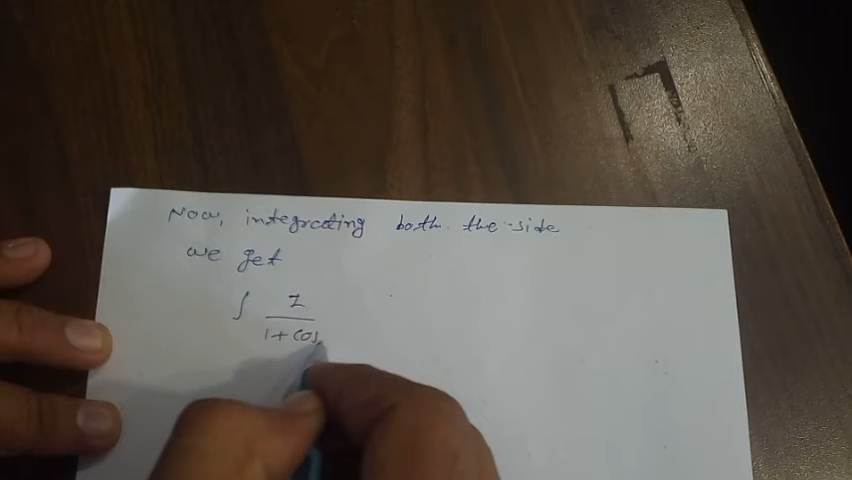 Now, integrating both the side
we get
∫ 1
1+cos